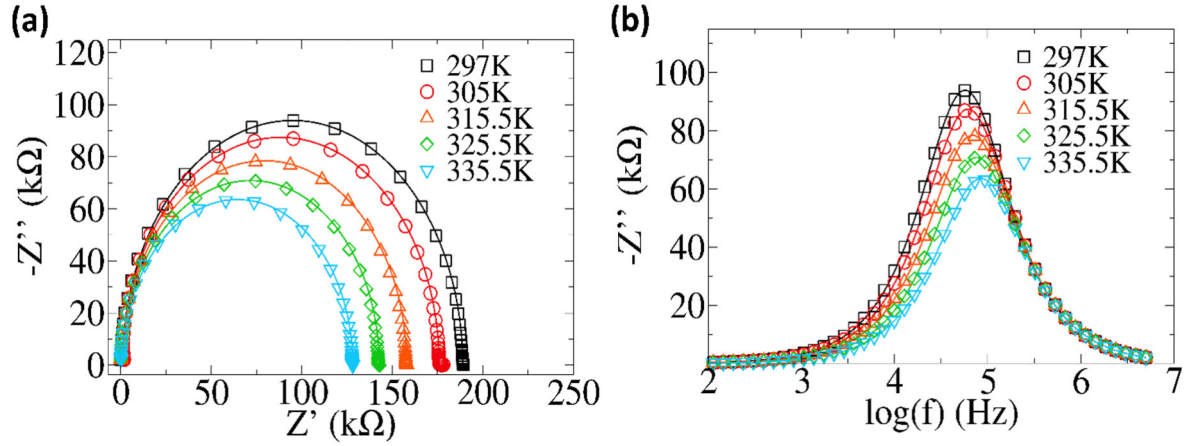 (a)
120
100
80
60
40
20
0
-Z'' (kΩ)
0 50 100 150 200 250
Z' (kΩ)
297K
305K
315.5K
325.5K
335.5K
(b)
100
80
60
40
20
-Z'' (kΩ)
2 3 4 5 6 7
log(f) (Hz)
297K
305K
315.5K
325.5K
335.5K